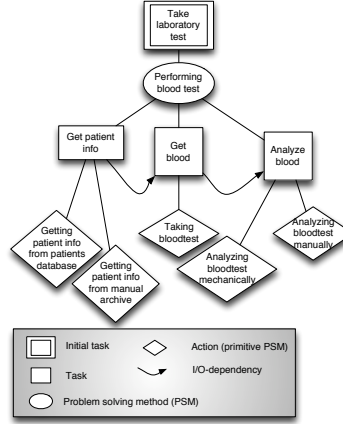 Take
laboratory
test
Performing
blood test
Get patient
info
Get
blood
Analyze
blood
Getting
patient info
from patients
database
Getting
patient info
from manual
archive
Taking
bloodtest
Analyzing
bloodtest
mechanically
Analyzing
bloodtest
manually
Initial task
Action (primitive PSM)
Task
I/O-dependency
Problem solving method (PSM)